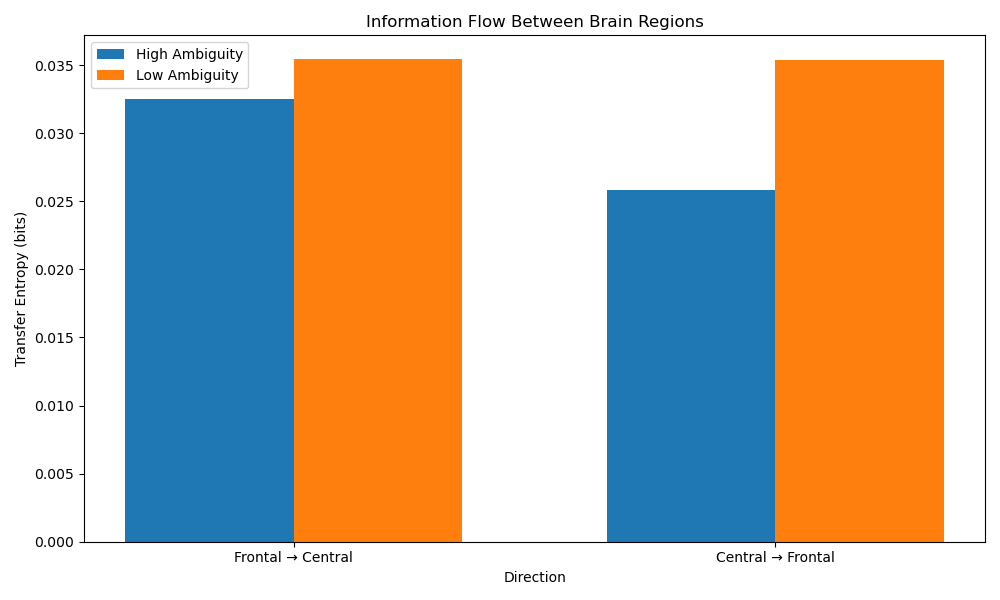 Information Flow Between Brain Regions
High Ambiguity
Low Ambiguity
Transfer Entropy (bits)
0.035
0.030
0.025
0.020
0.015
0.010
0.005
0.000
Frontal → Central
Central → Frontal
Direction